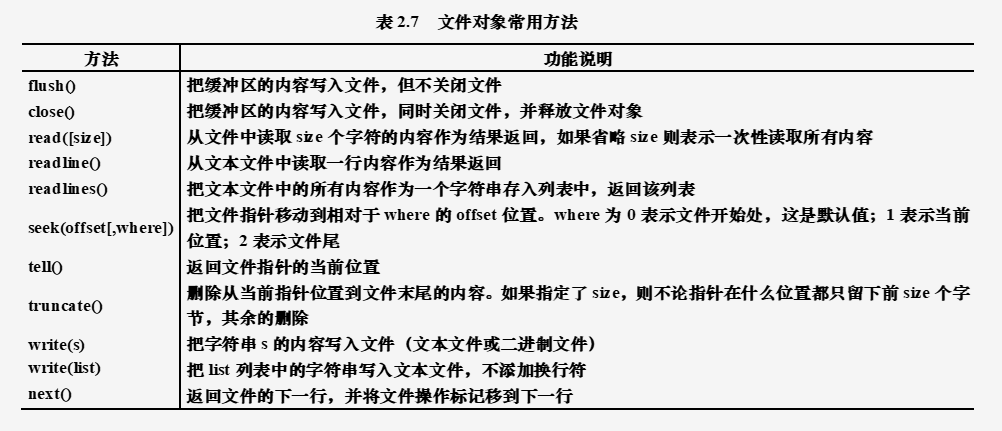 表 2.7 文件对象常用方法
方法 功能说明
flush() 把缓冲区的内容写入文件，但不关闭文件
close() 把缓冲区的内容写入文件，同时关闭文件，并释放文件对象
read([size]) 从文件中读取 size 个字符的内容作为结果返回，如果省略 size 则表示一次性读取所有内容
readline() 从文本文件中读取一行内容作为结果返回
readlines() 把文本文件中的所有内容作为一个字符串存入列表中，返回该列表
seek(offset[,where]) 把文件指针移动到相对于 where 的 offset 位置。where 为 0 表示文件开始处，这是默认值；1 表示当前
位置；2 表示文件尾
tell() 返回文件指针的当前位置
truncate() 删除从当前指针位置到文件末尾的内容。如果指定了 size，则不论指针在什么位置都只留下前 size 个字
节，其余的删除
write(s) 把字符串 s 的内容写入文件（文本文件或二进制文件）
write(list) 把 list 列表中的字符串写入文本文件，不添加换行符
next() 返回文件的下一行，并将文件操作标记移到下一行